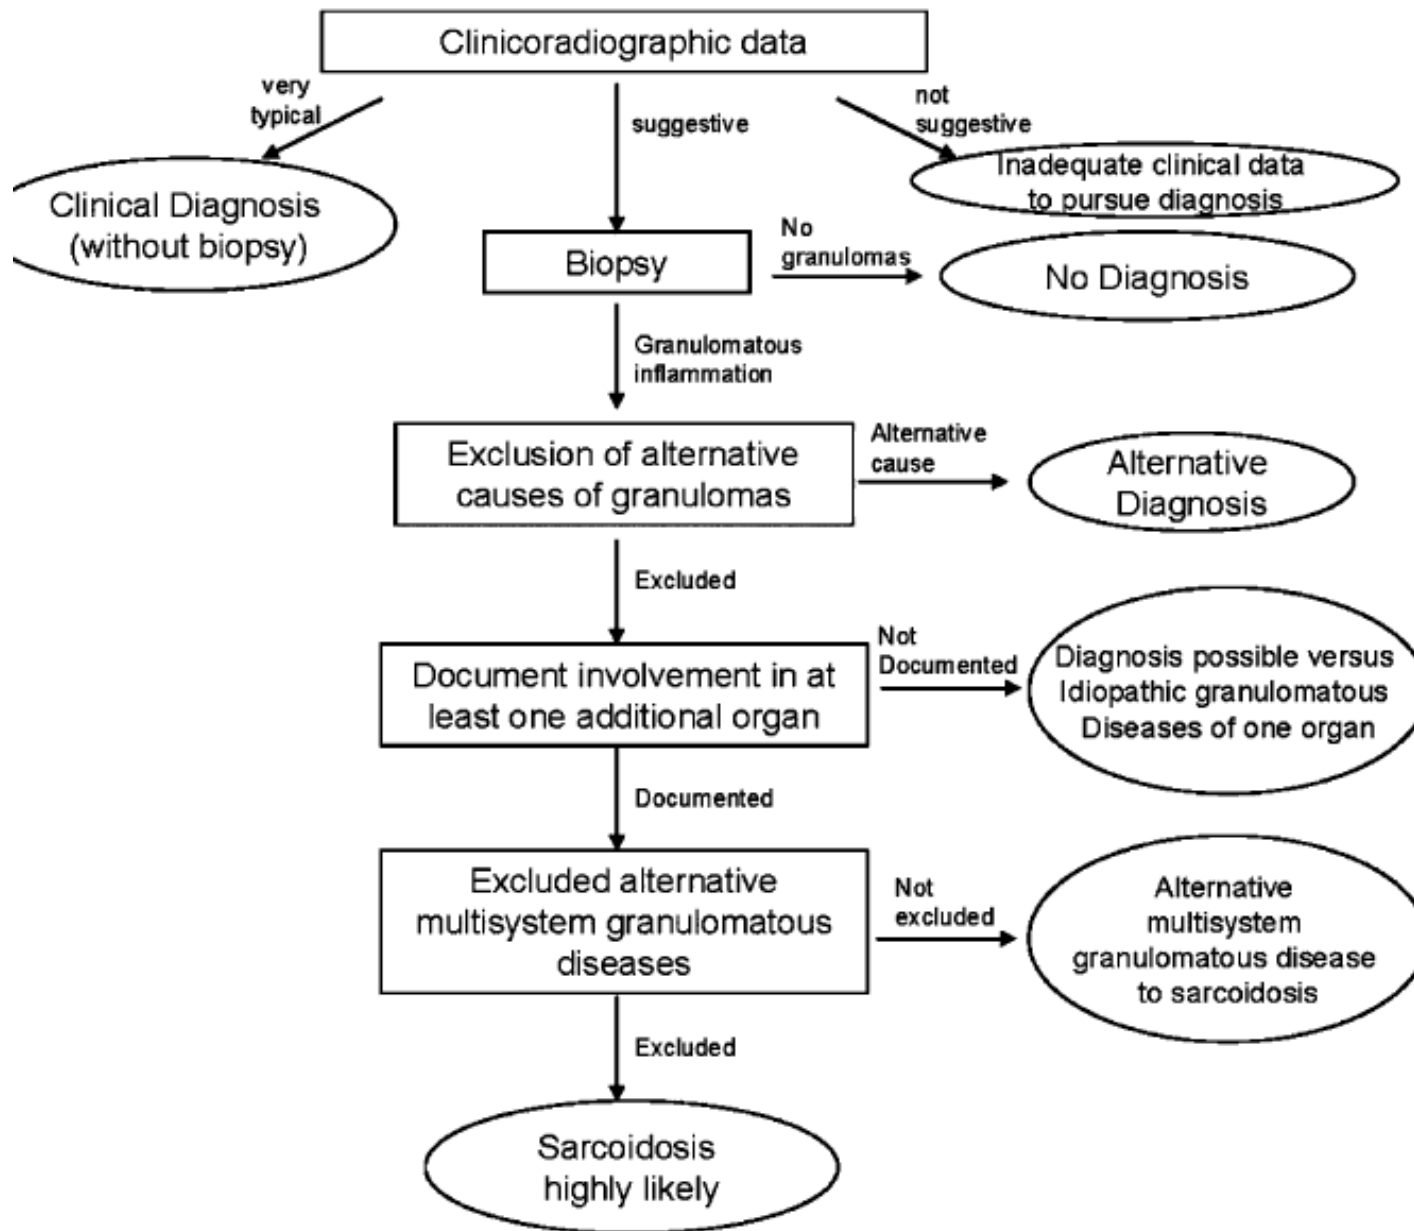 Clinicoradiographic data
very
typical
suggestive
not
suggestive
Clinical Diagnosis
(without biopsy)
Inadequate clinical data
to pursue diagnosis
Biopsy
No
granulomas
No Diagnosis
Granulomatous
inflammation
Exclusion of alternative
causes of granulomas
Alternative
cause
Alternative
Diagnosis
Excluded
Document involvement in at
least one additional organ
Not
Documented
Diagnosis possible versus
Idiopathic granulomatous
Diseases of one organ
Documented
Excluded alternative
multisystem granulomatous
diseases
Not
excluded
Alternative
multisystem
granulomatous disease
to sarcoidosis
Excluded
Sarcoidosis
highly likely